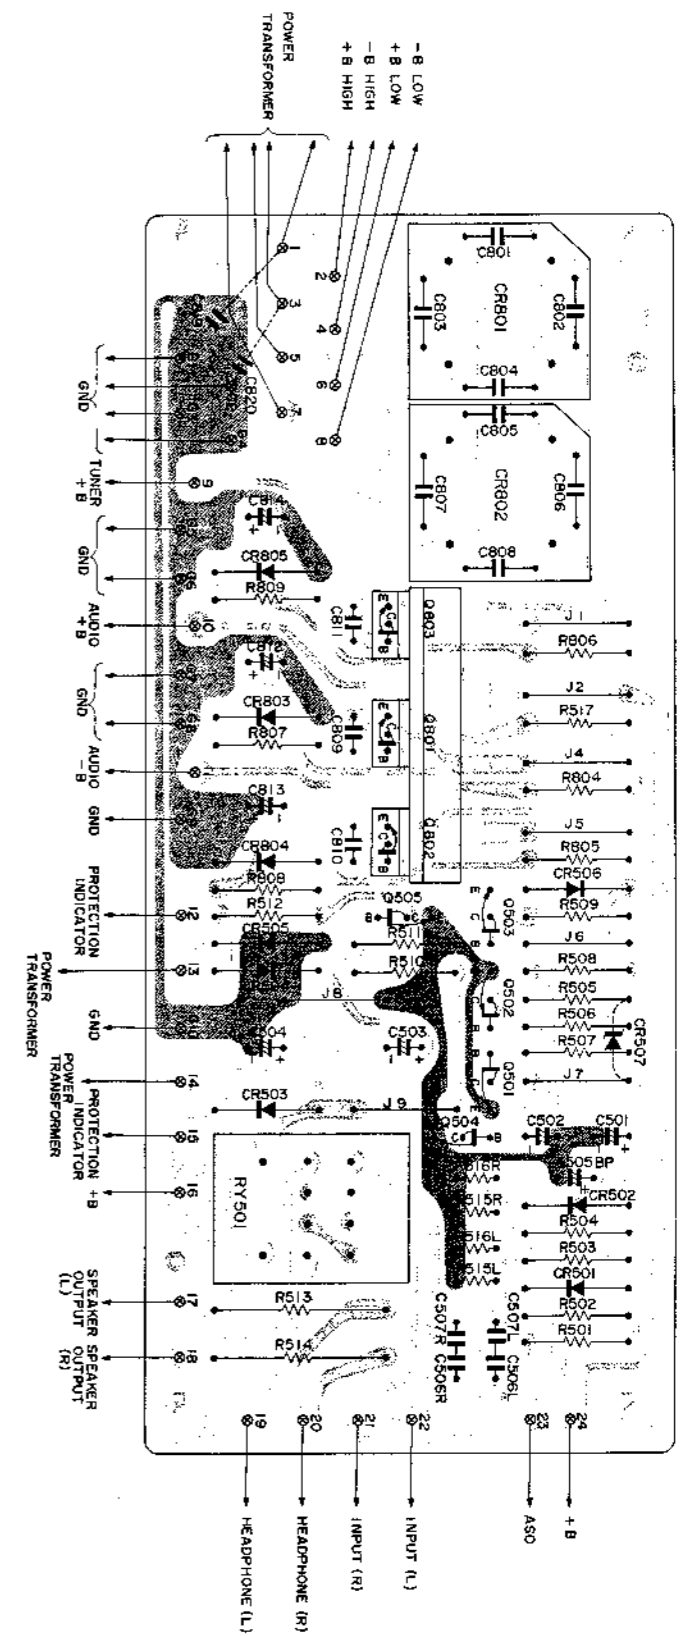 POWER
TRANSFORMER
+B HIGH
-B HIGH
+B LOW
-B LOW
1
2
3
4
5
6
7
8
C801
C802
C803
CR801
C804
C805
C806
C807
CR802
C808
C820
GND
TUNER
+B
9
C814
+
CR805
R809
GND
AUDIO
+B
10
C811
E C B
Q803
J1
R806
C812
+
J2
R517
GND
CR803
R807
C809
E C B
Q801
J4
R804
AUDIO
-B
C813
+
J5
R805
GND
CR804
R808
C810
E C B
Q802
CR506
R509
PROTECTION
INDICATOR
12
R512
CR505
Q505
B C
R511
R510
E C B
Q503
J6
R508
13
POWER
TRANSFORMER
J8
C B
Q502
R505
R506
R507
CR507
GND
C503
+
B E
Q501
J7
14
POWER
TRANSFORMER
CR503
J9
Q504
C B
C502
C501
+
15
PROTECTION
INDICATOR
RY501
516R
515R
516L
515L
505BP
+
CR502
R504
R503
CR501
R502
R501
16
+B
17
SPEAKER
OUTPUT
(L)
R513
C507R
C507L
18
SPEAKER
OUTPUT
(R)
R514
C506R
C506L
19
20
21
22
23
24
HEADPHONE (L)
HEADPHONE (R)
INPUT (R)
INPUT (L)
ASO
+B